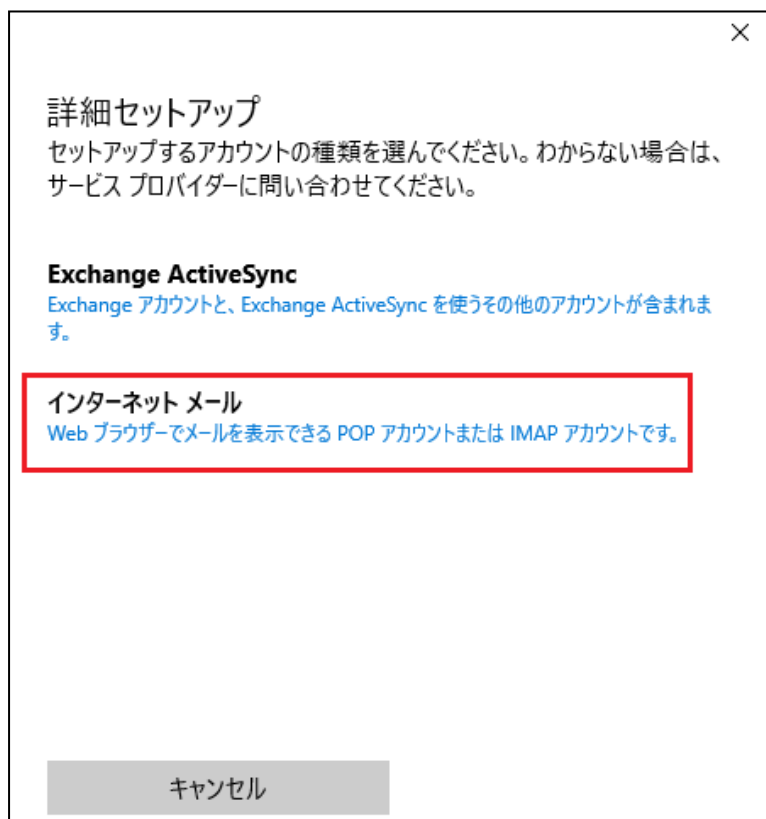 詳細セットアップ
セットアップするアカウントの種類を選んでください。わからない場合は、
サービス プロバイダーに問い合わせてください。
Exchange ActiveSync
Exchange アカウントと、Exchange ActiveSync を使うその他のアカウントが含まれま
す。
インターネット メール
Web ブラウザーでメールを表示できる POP アカウントまたは IMAP アカウントです。
キャンセル